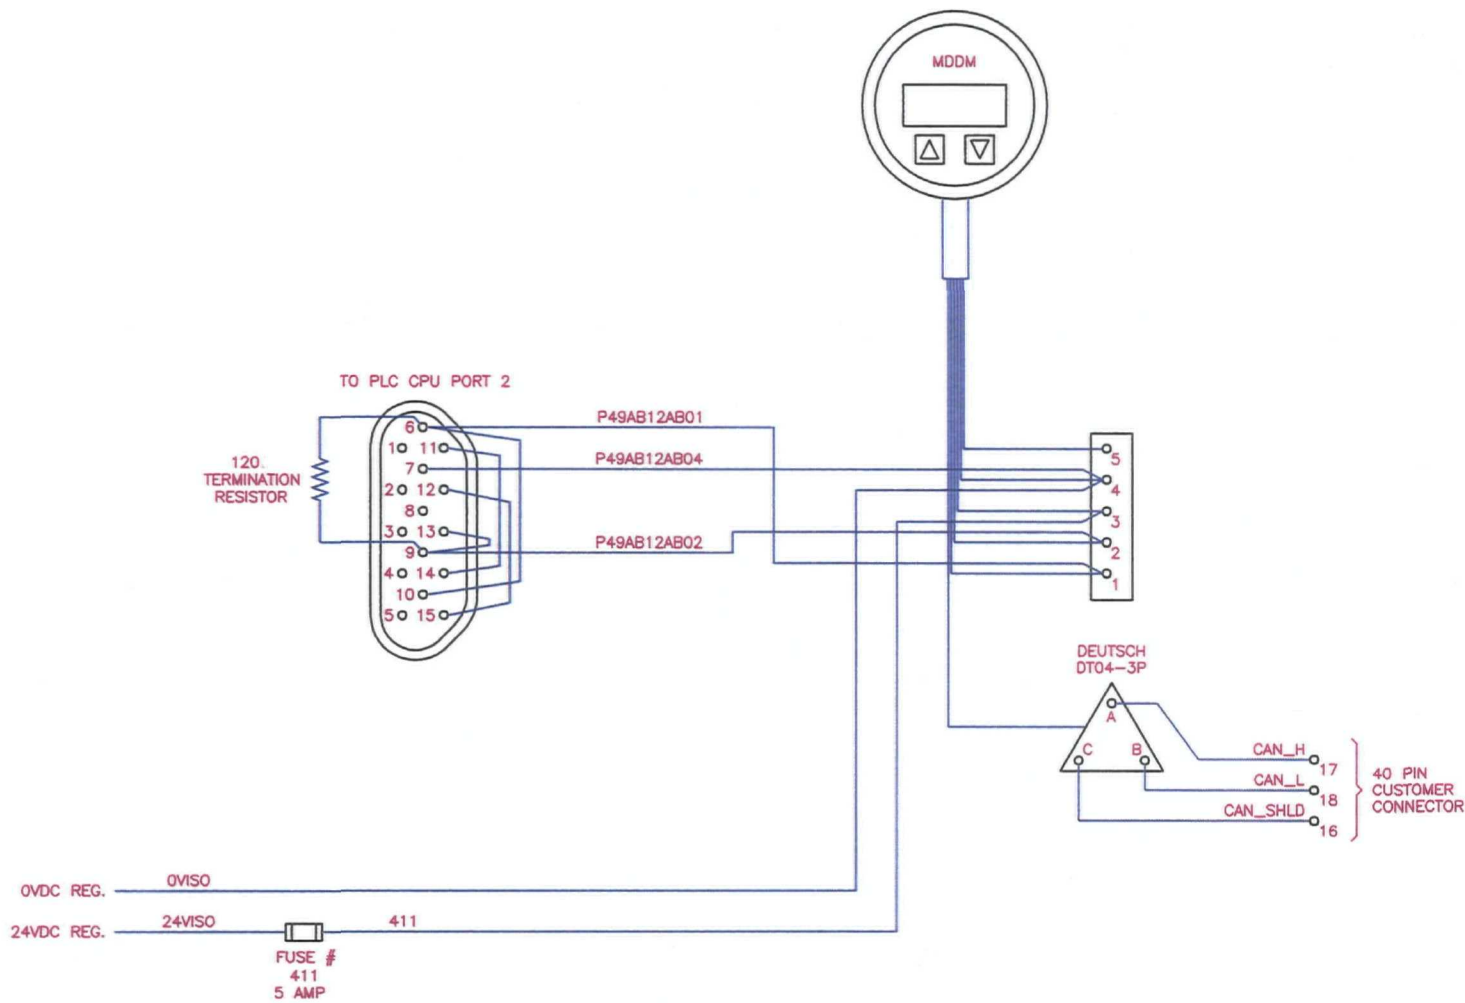 MDDM
TO PLC CPU PORT 2
120
TERMINATION
RESISTOR
6
1
11
7
2
12
8
3
13
9
4
14
10
5
15
P49AB12AB01
P49AB12AB04
P49AB12AB02
5
4
3
2
1
DEUTSCH
DT04-3P
A
C
B
CAN_H
17
CAN_L
18
CAN_SHLD
16
40 PIN
CUSTOMER
CONNECTOR
0VDC REG.
0VISO
24VDC REG.
24VISO
411
FUSE #
411
5 AMP